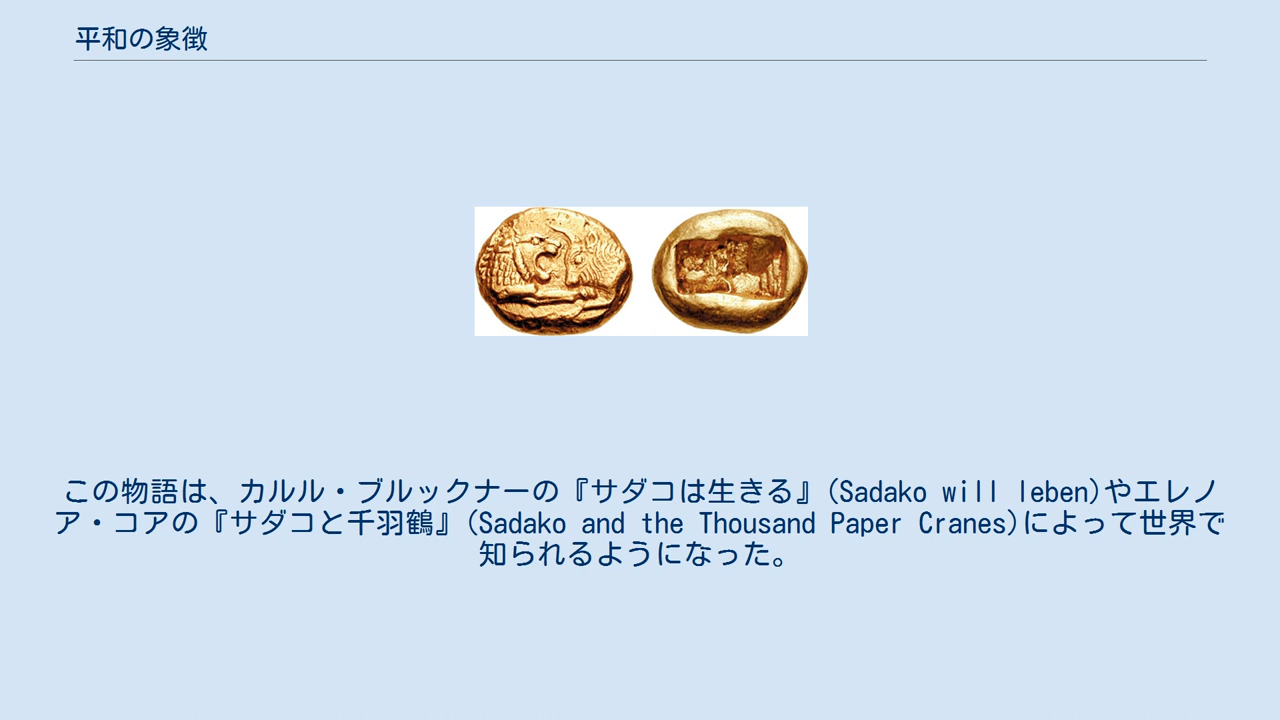 平和の象徴
この物語は、カルル・ブルックナーの『サダコは生きる』(Sadako will leben)やエレノ
ア・コアの『サダコと千羽鶴』(Sadako and the Thousand Paper Cranes)によって世界で
知られるようになった。